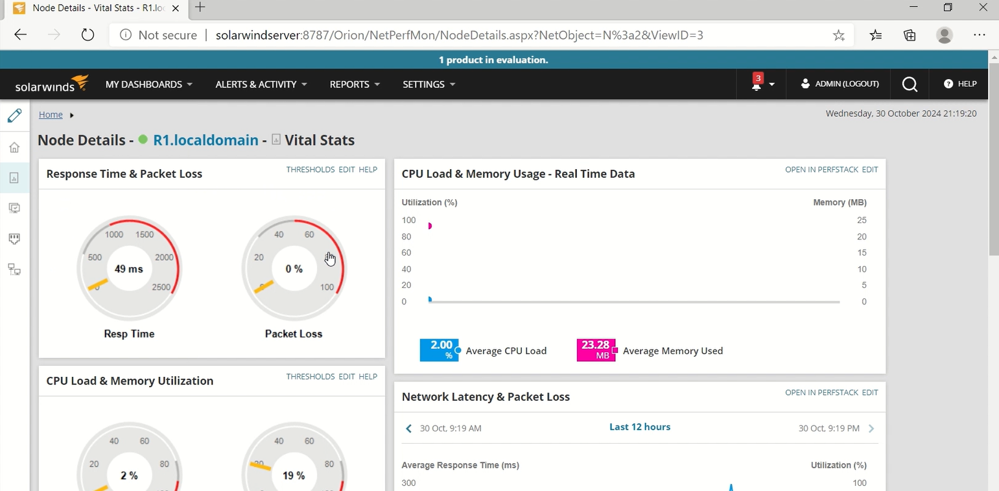 Node Details - Vital Stats - R1.lo
Not secure | solarwindserver:8787/Orion/NetPerfMon/NodeDetails.aspx?NetObject=N%3a2&ViewID=3
1 product in evaluation.
solarwinds MY DASHBOARDS ALERTS & ACTIVITY REPORTS SETTINGS 3 ADMIN (LOGOUT) ? HELP
Home Wednesday, 30 October 2024 21:19:20
Node Details - R1.localdomain - Vital Stats
Response Time & Packet Loss THRESHOLDS EDIT HELP
0 500 1000 1500 2000 2500
49 ms
Resp Time
20 40 60 100
0 %
Packet Loss
CPU Load & Memory Usage - Real Time Data OPEN IN PERFSTACK EDIT
Utilization (%) Memory (MB)
100 25
80 20
60 15
40 10
20 5
0 0
2.00 % Average CPU Load 23.28 MB Average Memory Used
CPU Load & Memory Utilization THRESHOLDS EDIT HELP
20 40 60 80
2 %
20 40 60 80
19 %
Network Latency & Packet Loss OPEN IN PERFSTACK EDIT
30 Oct, 9:19 AM Last 12 hours 30 Oct, 9:19 PM
Average Response Time (ms) Utilization (%)
300 100